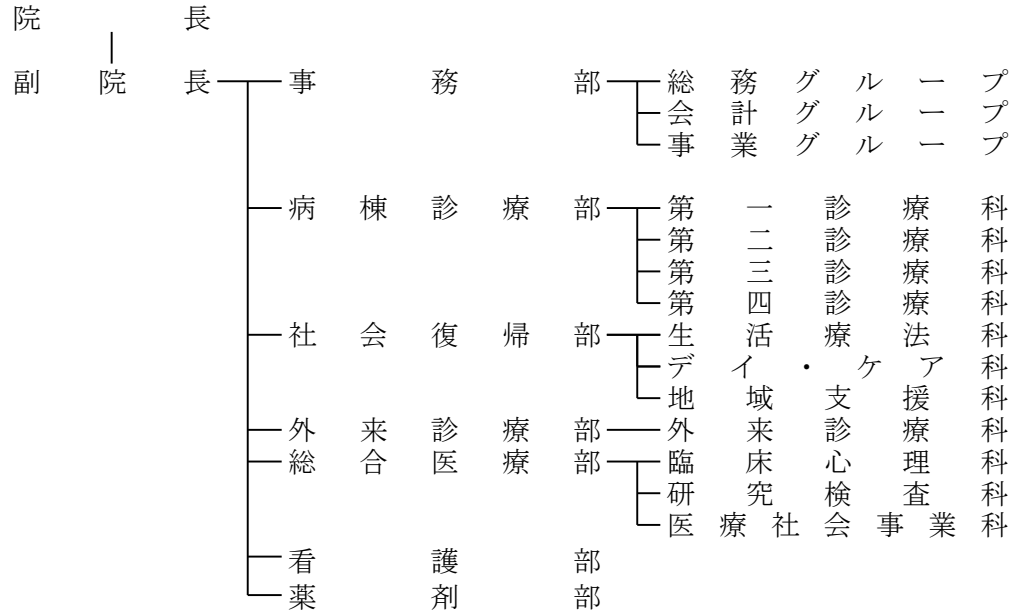 院長
副院長 事務部 総務グループ
会計グループ
事業グループ
病棟診療部 第一診療科
第二診療科
第三診療科
第四診療科
社会復帰部 生活療法科
デイ・ケア科
地域支援科
外来診療部 外来診療科
総合医療部 臨床心理科
研究検査科
医療社会事業科
看護部
薬剤部